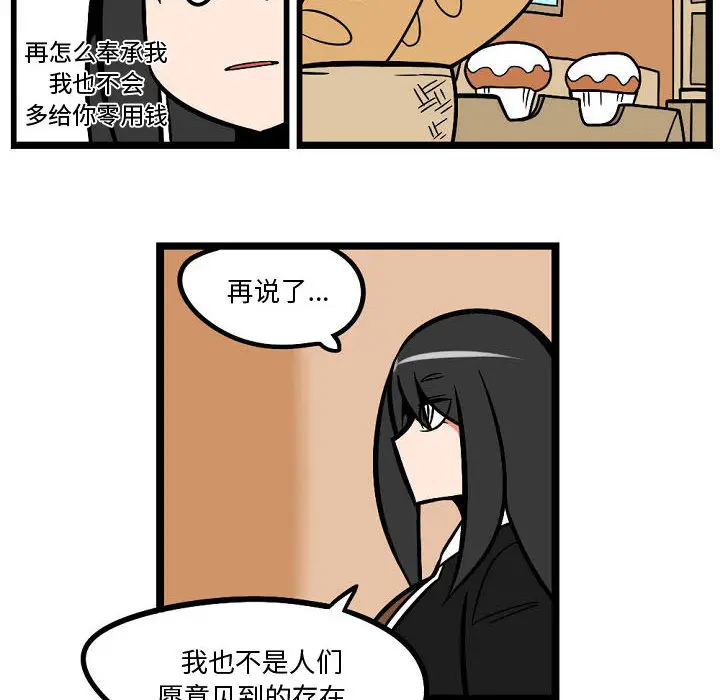 再怎么奉承我
我也不会
多给你零用钱
再说了...
我也不是人们
愿意见到的存在